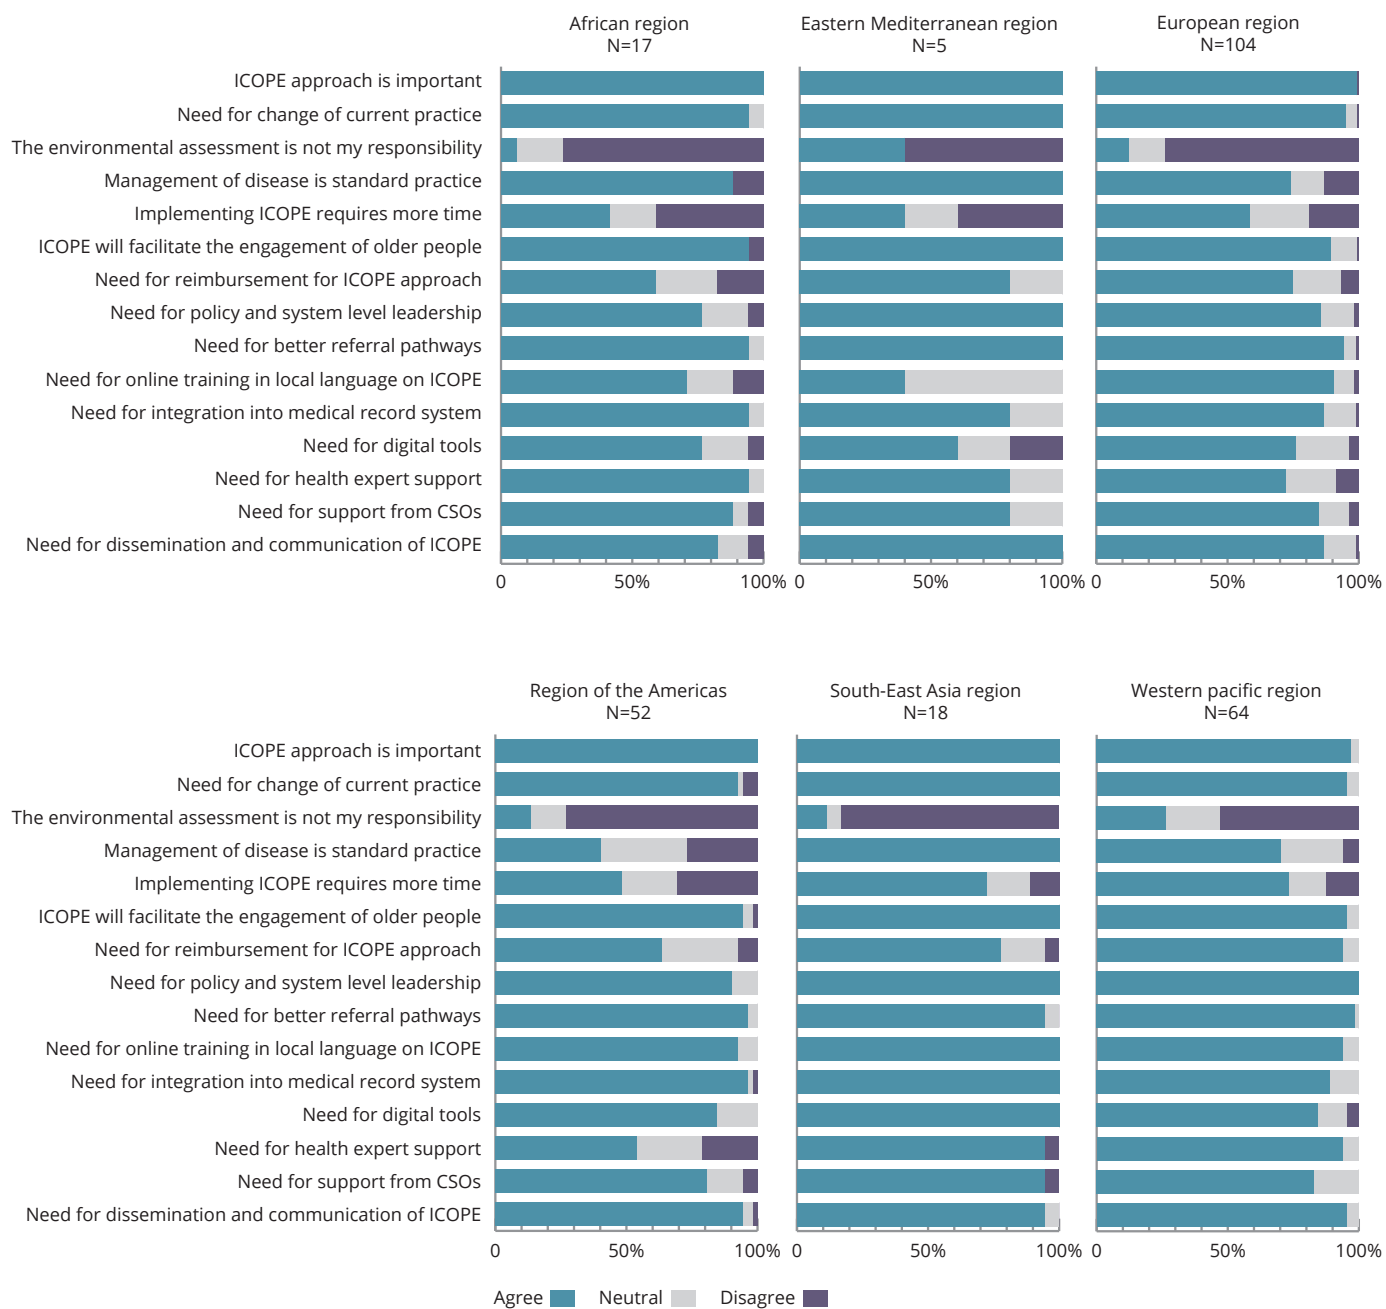 African region
N=17
Eastern Mediterranean region
N=5
European region
N=104
ICOPE approach is important
Need for change of current practice
The environmental assessment is not my responsibility
Management of disease is standard practice
Implementing ICOPE requires more time
ICOPE will facilitate the engagement of older people
Need for reimbursement for ICOPE approach
Need for policy and system level leadership
Need for better referral pathways
Need for online training in local language on ICOPE
Need for integration into medical record system
Need for digital tools
Need for health expert support
Need for support from CSOs
Need for dissemination and communication of ICOPE
0 50% 100% 0 50% 100% 0 50% 100%
Region of the Americas
N=52
South-East Asia region
N=18
Western pacific region
N=64
ICOPE approach is important
Need for change of current practice
The environmental assessment is not my responsibility
Management of disease is standard practice
Implementing ICOPE requires more time
ICOPE will facilitate the engagement of older people
Need for reimbursement for ICOPE approach
Need for policy and system level leadership
Need for better referral pathways
Need for online training in local language on ICOPE
Need for integration into medical record system
Need for digital tools
Need for health expert support
Need for support from CSOs
Need for dissemination and communication of ICOPE
0 50% 100% 0 50% 100% 0 50% 100%
Agree Neutral Disagree